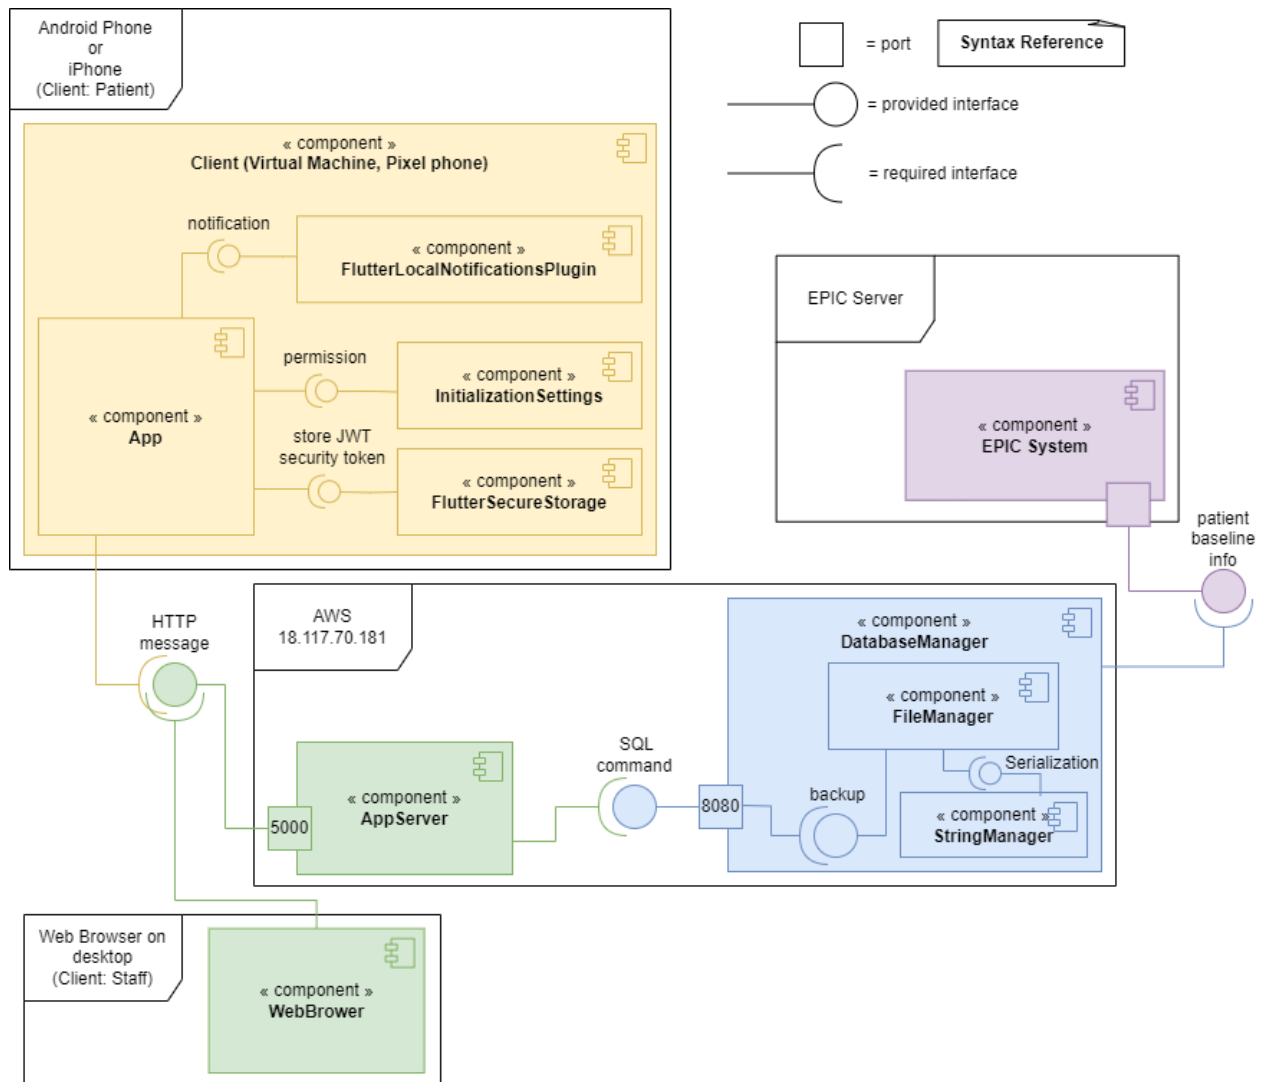 Android Phone
or
iPhone
(Client: Patient)
= port
Syntax Reference
= provided interface
= required interface
« component »
Client (Virtual Machine, Pixel phone)
notification
« component »
FlutterLocalNotificationsPlugin
« component »
App
permission
« component »
InitializationSettings
store JWT
security token
« component »
FlutterSecureStorage
EPIC Server
« component »
EPIC System
patient
baseline
info
HTTP
message
AWS
18.117.70.181
« component »
DatabaseManager
« component »
FileManager
Serialization
« component »
StringManager
backup
8080
SQL
command
« component »
AppServer
5000
Web Browser on
desktop
(Client: Staff)
« component »
WebBrower